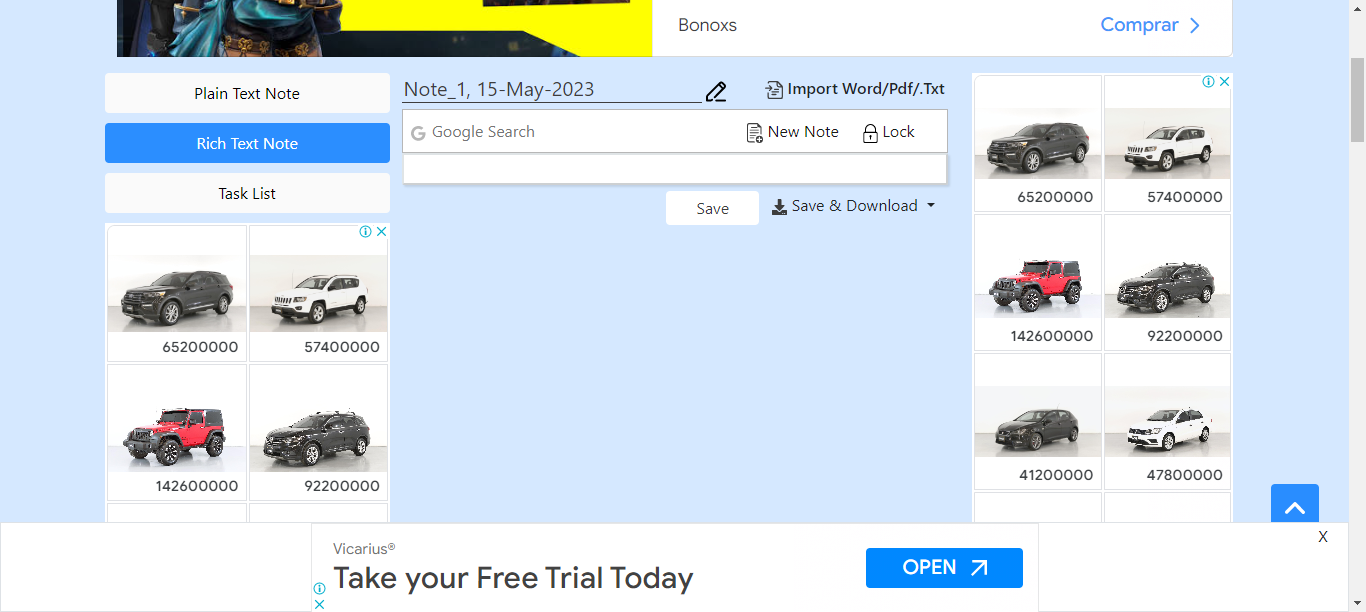 Bonoxs
Comprar
Plain Text Note
Rich Text Note
Task List
65200000 57400000
142600000 92200000
Note_1, 15-May-2023
Import Word/Pdf/.Txt
Google Search
New Note
Lock
Save
Save & Download
65200000 57400000
142600000 92200000
41200000 47800000
X
Vicarius®
Take your Free Trial Today
OPEN